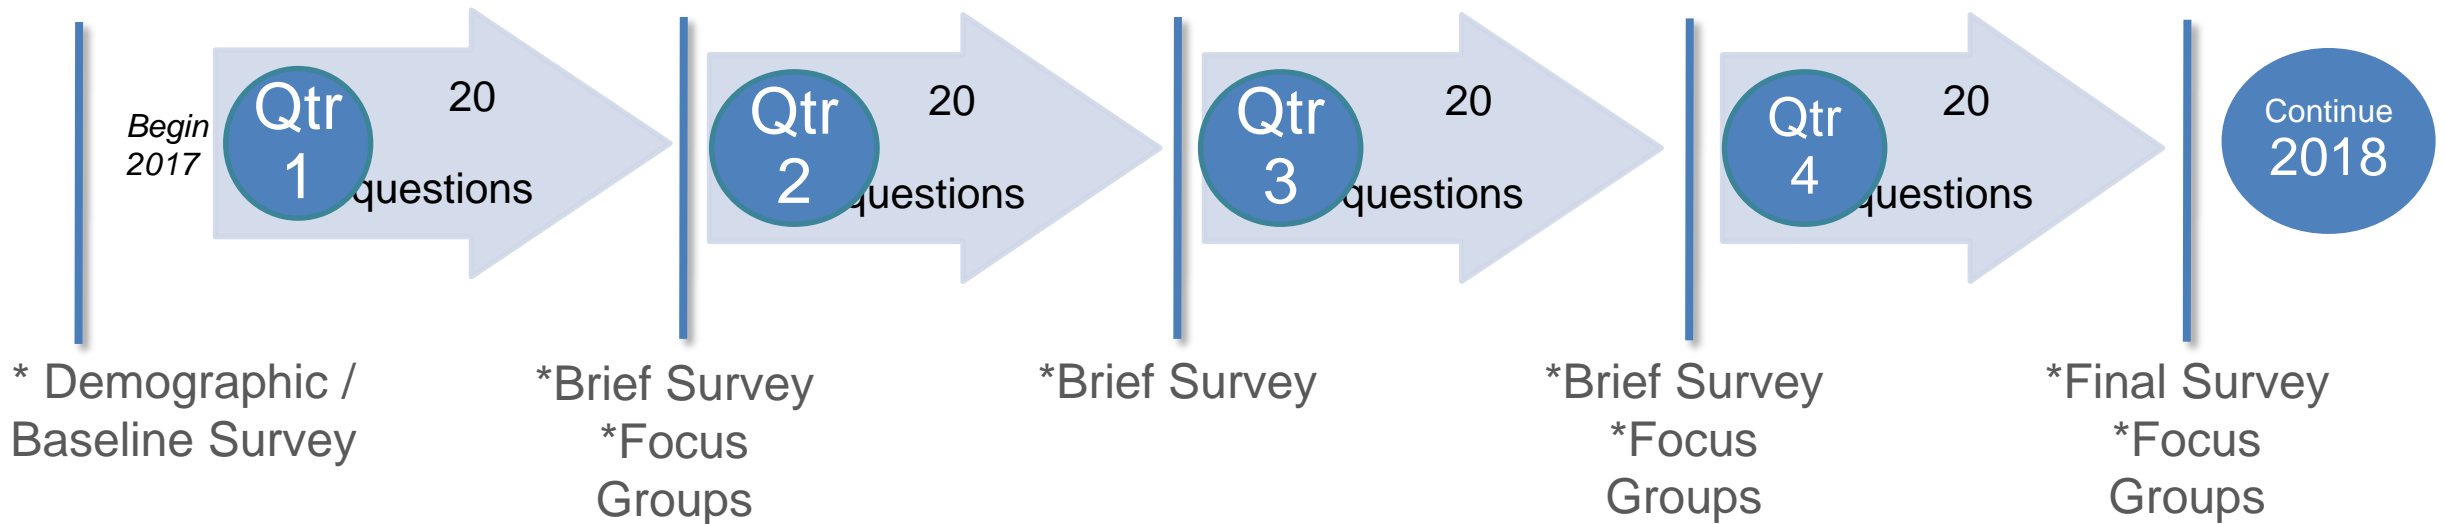 Begin
2017
Qtr
1
20
questions
Qtr
2
20
questions
Qtr
3
20
questions
Qtr
4
20
questions
Continue
2018
* Demographic /
Baseline Survey
*Brief Survey
*Focus
Groups
*Brief Survey
*Brief Survey
*Focus
Groups
*Final Survey
*Focus
Groups